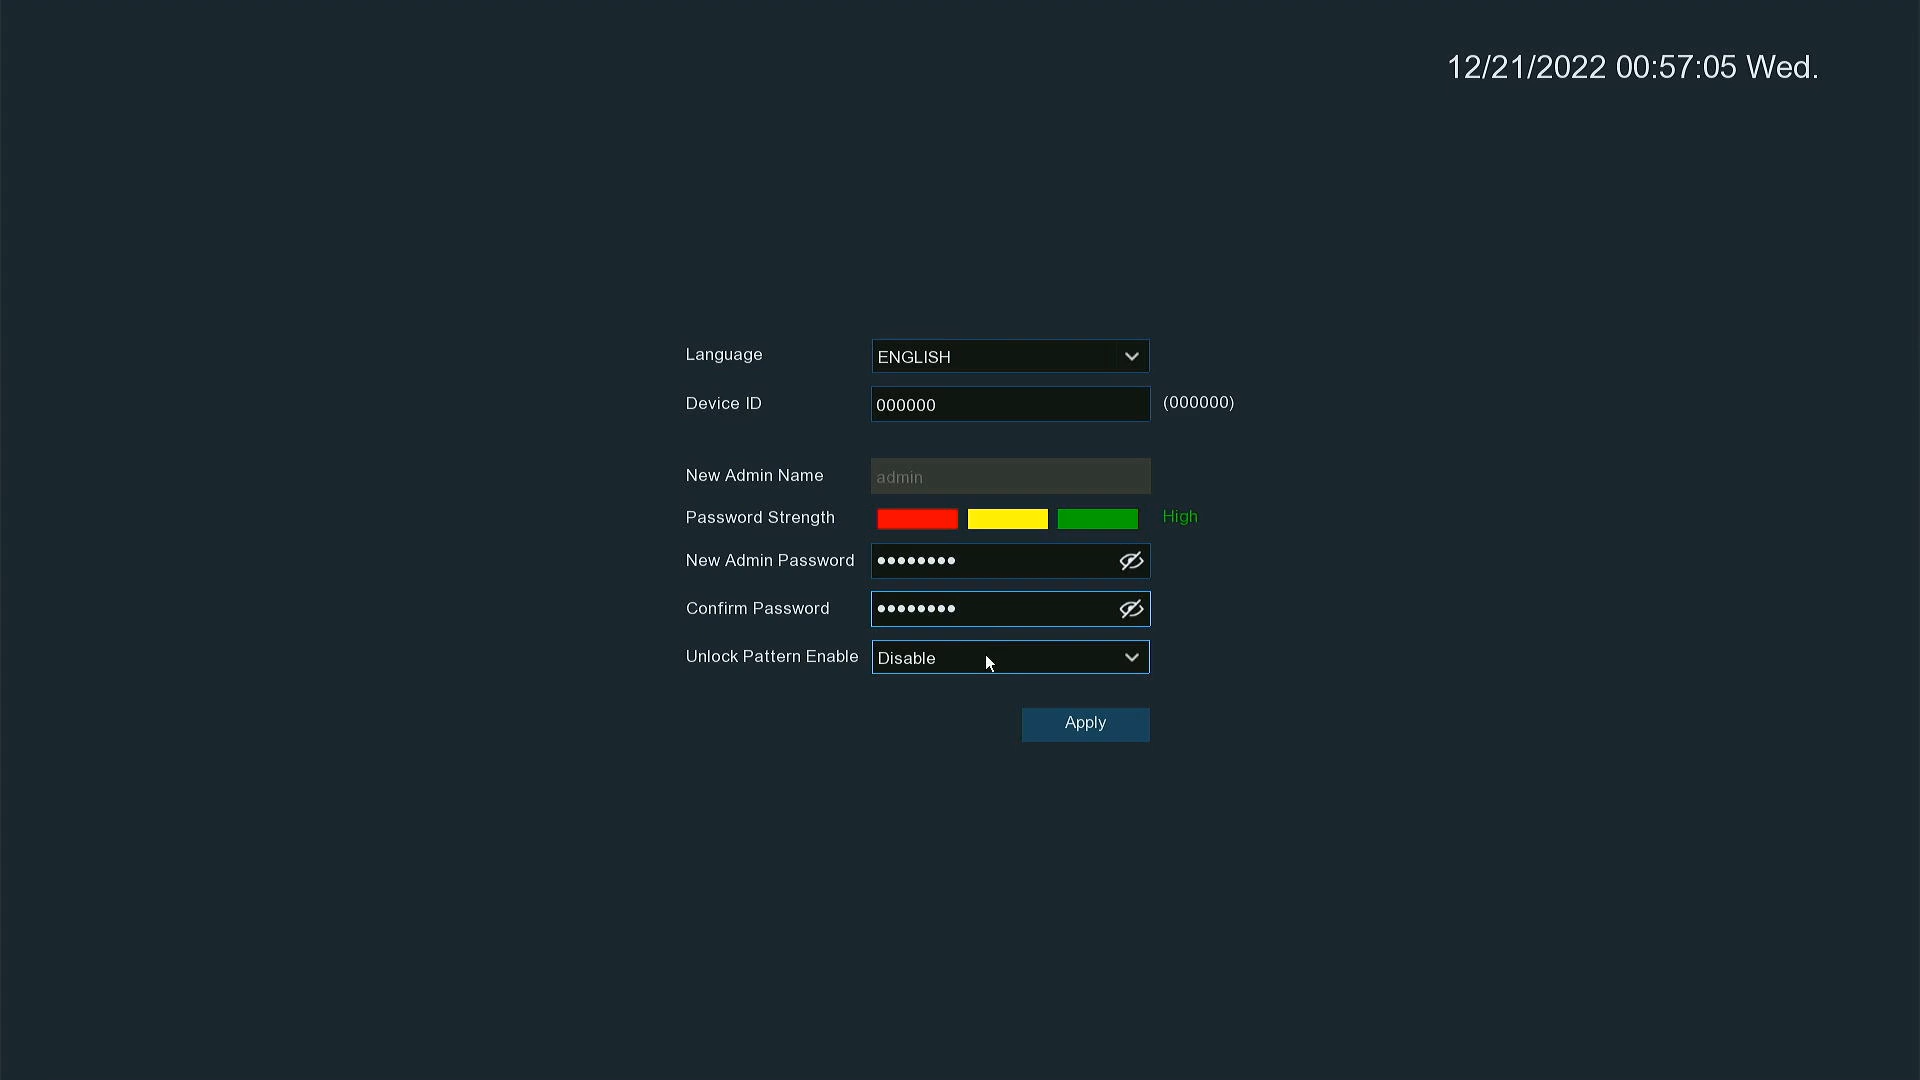 12/21/2022 00:57:05 Wed.
Language ENGLISH
Device ID 000000 (000000)
New Admin Name admin
Password Strength High
New Admin Password ••••••••
Confirm Password ••••••••
Unlock Pattern Enable Disable
Apply